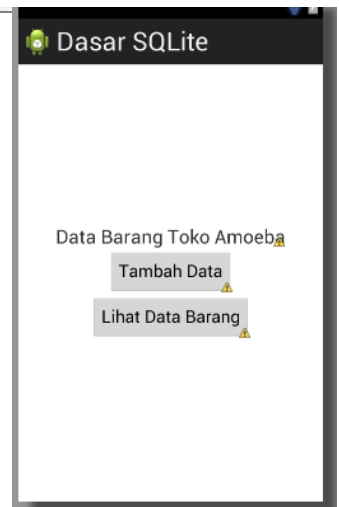 Dasar SQLite
Data Barang Toko Amoeba
Tambah Data
Lihat Data Barang